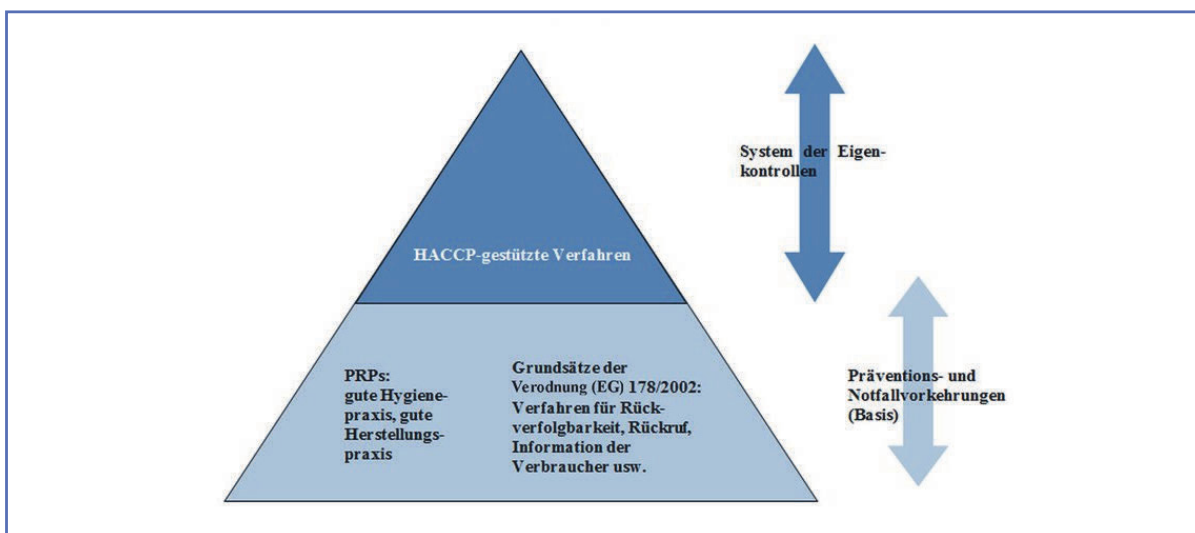 System der Eigen-
kontrollen
HACCP-gestützte Verfahren
PRPs:
gute Hygiene-
praxis, gute
Herstellungs-
praxis
Grundsätze der
Verodnung (EG) 178/2002:
Verfahren für Rück-
verfolgbarkeit, Rückruf,
Information der
Verbraucher usw.
Präventions- und
Notfallvorkehrungen
(Basis)